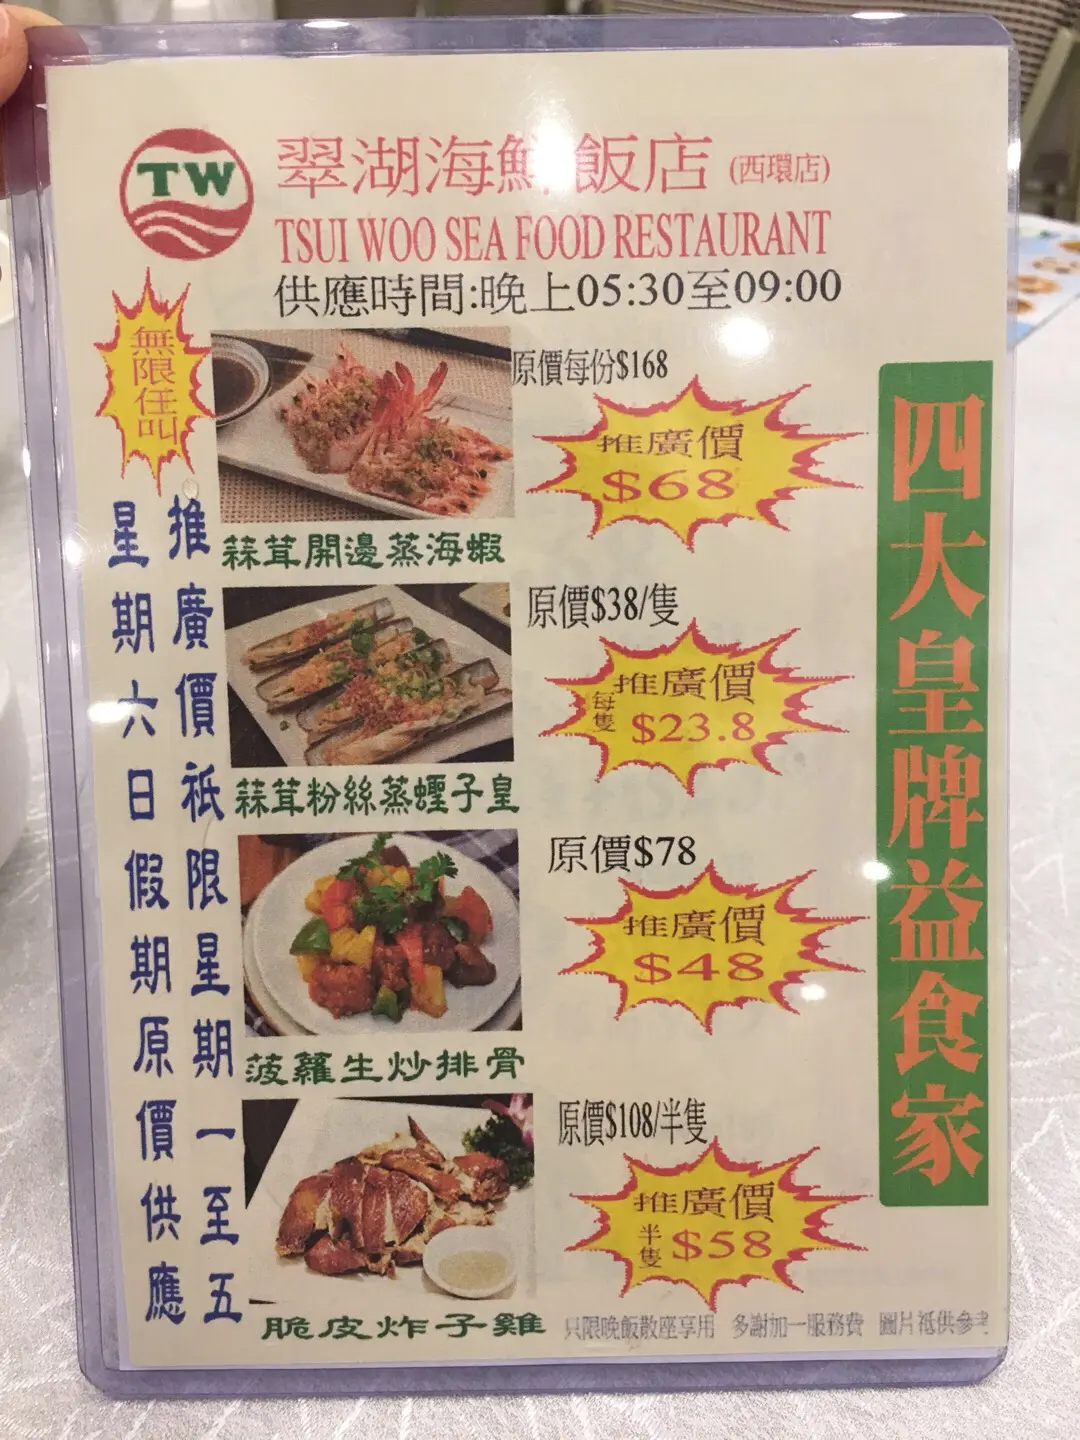 TW
翠湖海鮮飯店 (西環店)
TSUI WOO SEA FOOD RESTAURANT
供應時間:晚上05:30至09:00
無限任叫
推廣價祇限星期一至五
星期六日假期原價供應
四大皇牌益食家
原價每份$168
推廣價
$68
蒜茸開邊蒸海蝦
原價$38/隻
推廣價
每隻 $23.8
蒜茸粉絲蒸蟶子皇
原價$78
推廣價
$48
菠蘿生炒排骨
原價$108/半隻
推廣價
半隻 $58
脆皮炸子雞
只限晚飯散座享用 多謝加一服務費 圖片祗供參考